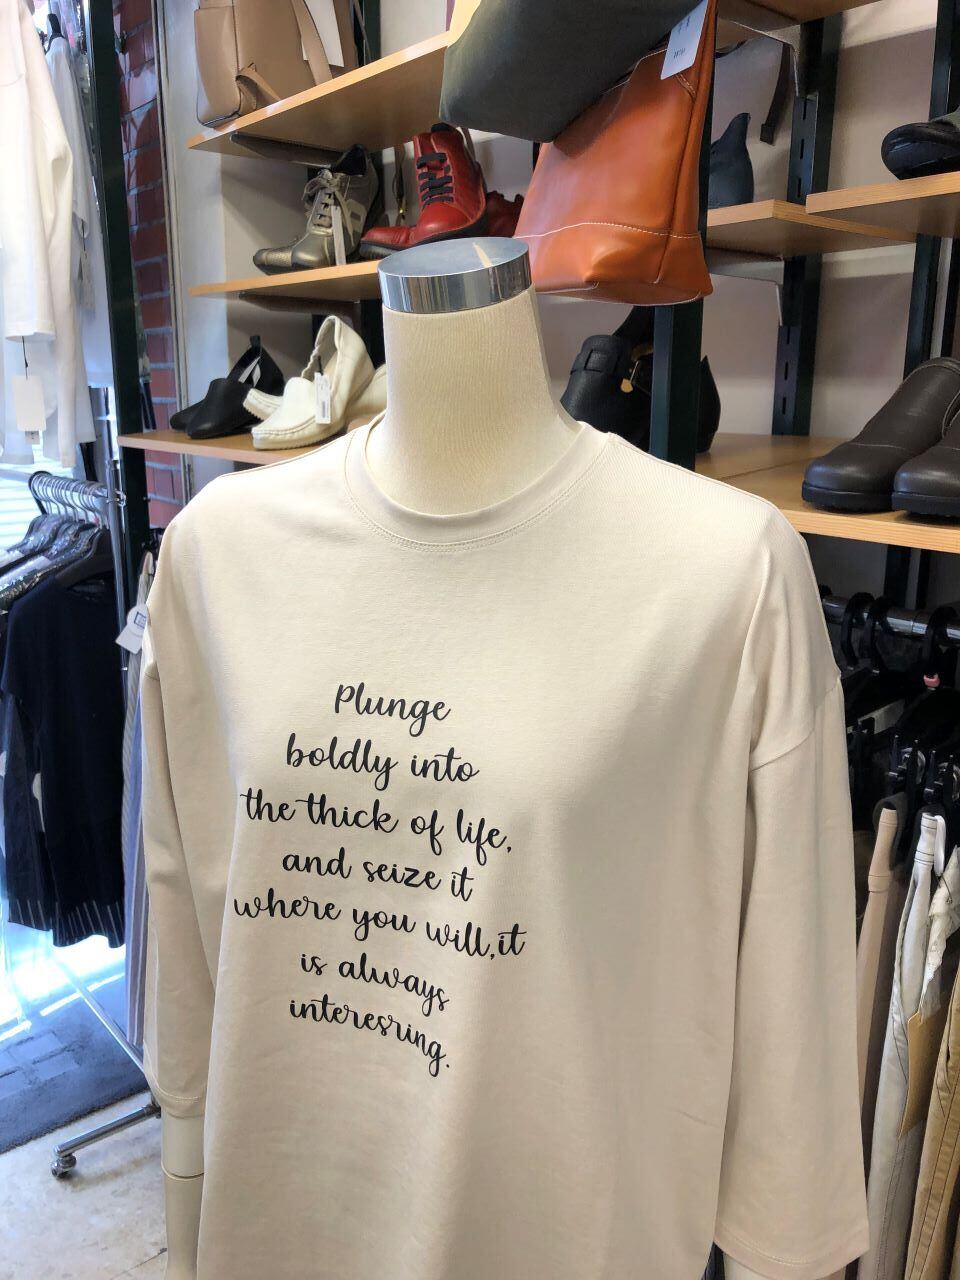 Plunge
boldly into
the thick of life,
and seize it
where you will,it
is always
interesring.